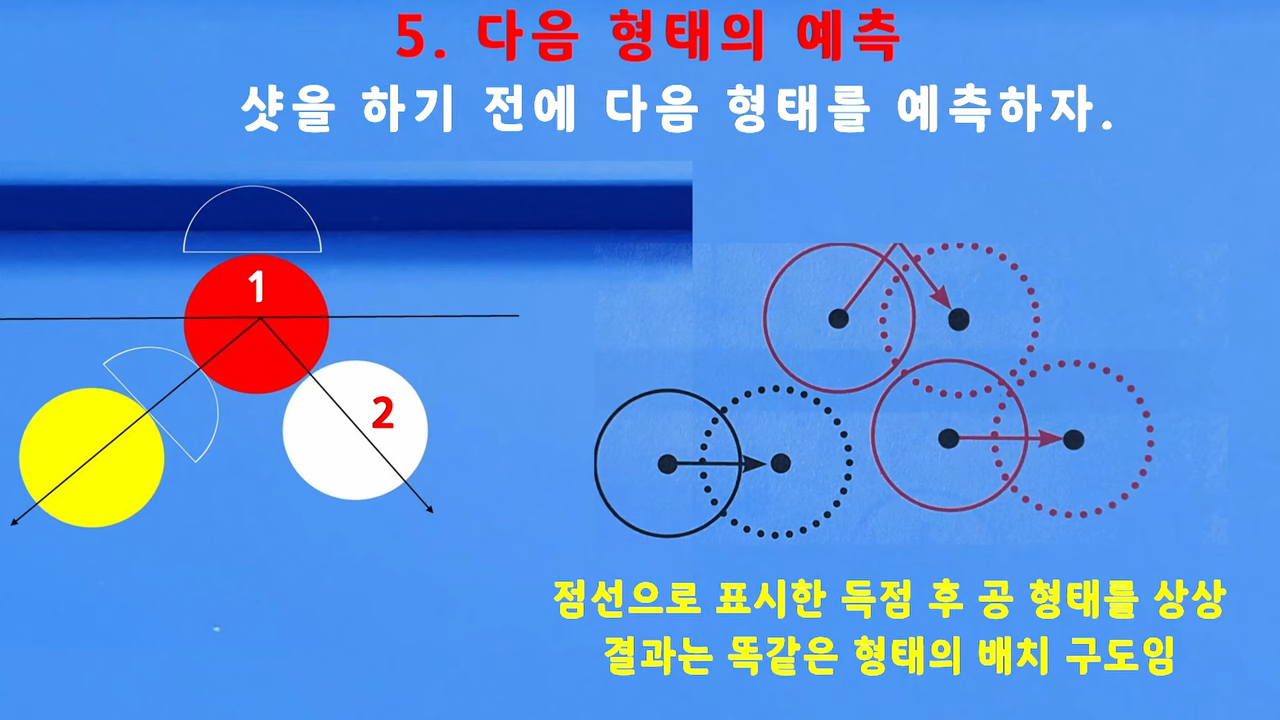 5. 다음 형태의 예측
샷을 하기 전에 다음 형태를 예측하자.
1
2
점선으로 표시한 득점 후 공 형태를 상상
결과는 똑같은 형태의 배치 구도임